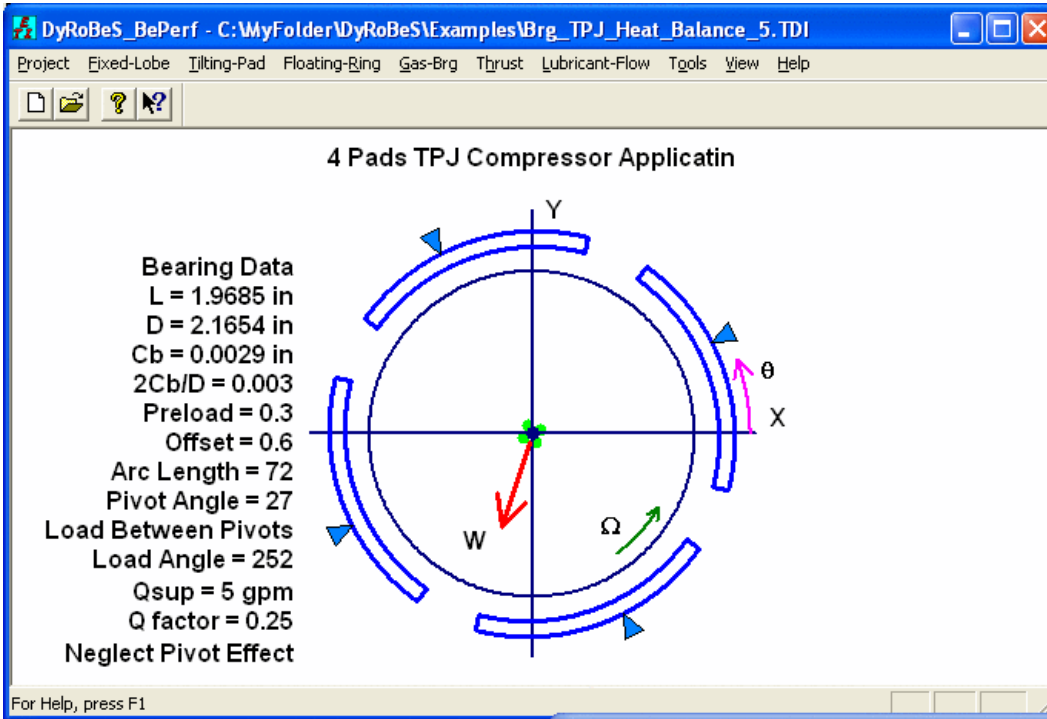 DyRoBeS_BePerf - C:\MyFolder\DyRoBeS\Examples\Brg_TPJ_Heat_Balance_5.TDI
Project Fixed-Lobe Tilting-Pad Floating-Ring Gas-Brg Thrust Lubricant-Flow Tools View Help
4 Pads TPJ Compressor Applicatin
Y
Bearing Data
L = 1.9685 in
D = 2.1654 in
Cb = 0.0029 in
2Cb/D = 0.003
Preload = 0.3
Offset = 0.6
Arc Length = 72
Pivot Angle = 27
Load Between Pivots
Load Angle = 252
Qsup = 5 gpm
Q factor = 0.25
Neglect Pivot Effect
θ
X
Ω
W
For Help, press F1